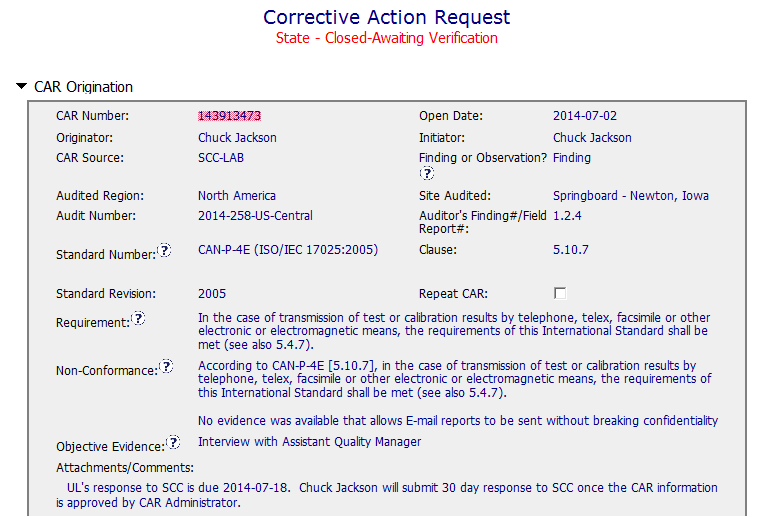 Corrective Action Request
State - Closed-Awaiting Verification
CAR Origination
CAR Number: 143913473 Open Date: 2014-07-02
Originator: Chuck Jackson Initiator: Chuck Jackson
CAR Source: SCC-LAB Finding or Observation? Finding
?
Audited Region: North America Site Audited: Springboard - Newton, Iowa
Audit Number: 2014-258-US-Central Auditor's Finding#/Field 1.2.4
Report#:
Standard Number: ? CAN-P-4E (ISO/IEC 17025:2005) Clause: 5.10.7
Standard Revision: 2005 Repeat CAR:
Requirement: ? In the case of transmission of test or calibration results by telephone, telex, facsimile or other
electronic or electromagnetic means, the requirements of this International Standard shall be
met (see also 5.4.7).
Non-Conformance: ? According to CAN-P-4E [5.10.7], in the case of transmission of test or calibration results by
telephone, telex, facsimile or other electronic or electromagnetic means, the requirements of
this International Standard shall be met (see also 5.4.7).
No evidence was available that allows E-mail reports to be sent without breaking confidentiality
Objective Evidence: ? Interview with Assistant Quality Manager
Attachments/Comments:
UL's response to SCC is due 2014-07-18. Chuck Jackson will submit 30 day response to SCC once the CAR information
is approved by CAR Administrator.